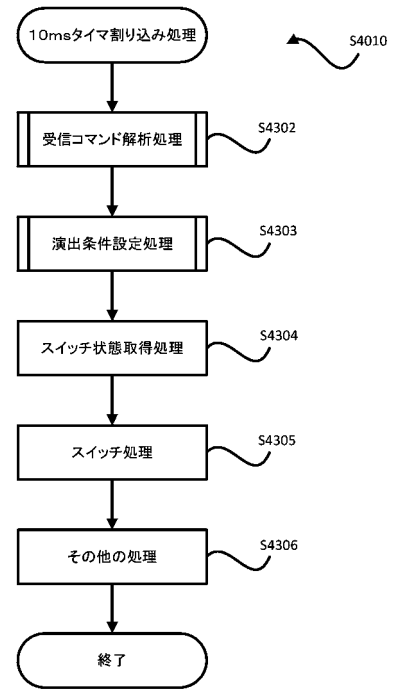 10msタイマ割り込み処理
S4010
受信コマンド解析処理
S4302
演出条件設定処理
S4303
スイッチ状態取得処理
S4304
スイッチ処理
S4305
その他の処理
S4306
終了